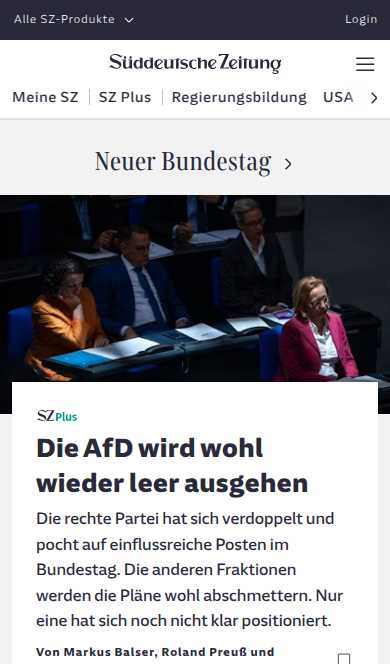 Alle SZ-Produkte
Login
Süddeutsche Zeitung
Meine SZ
SZ Plus
Regierungsbildung
USA
Neuer Bundestag
SZ Plus
Die AfD wird wohl
wieder leer ausgehen
Die rechte Partei hat sich verdoppelt und
pocht auf einflussreiche Posten im
Bundestag. Die anderen Fraktionen
werden die Pläne wohl abschmettern. Nur
eine hat sich noch nicht klar positioniert.
Von Markus Balser, Roland Preuß und